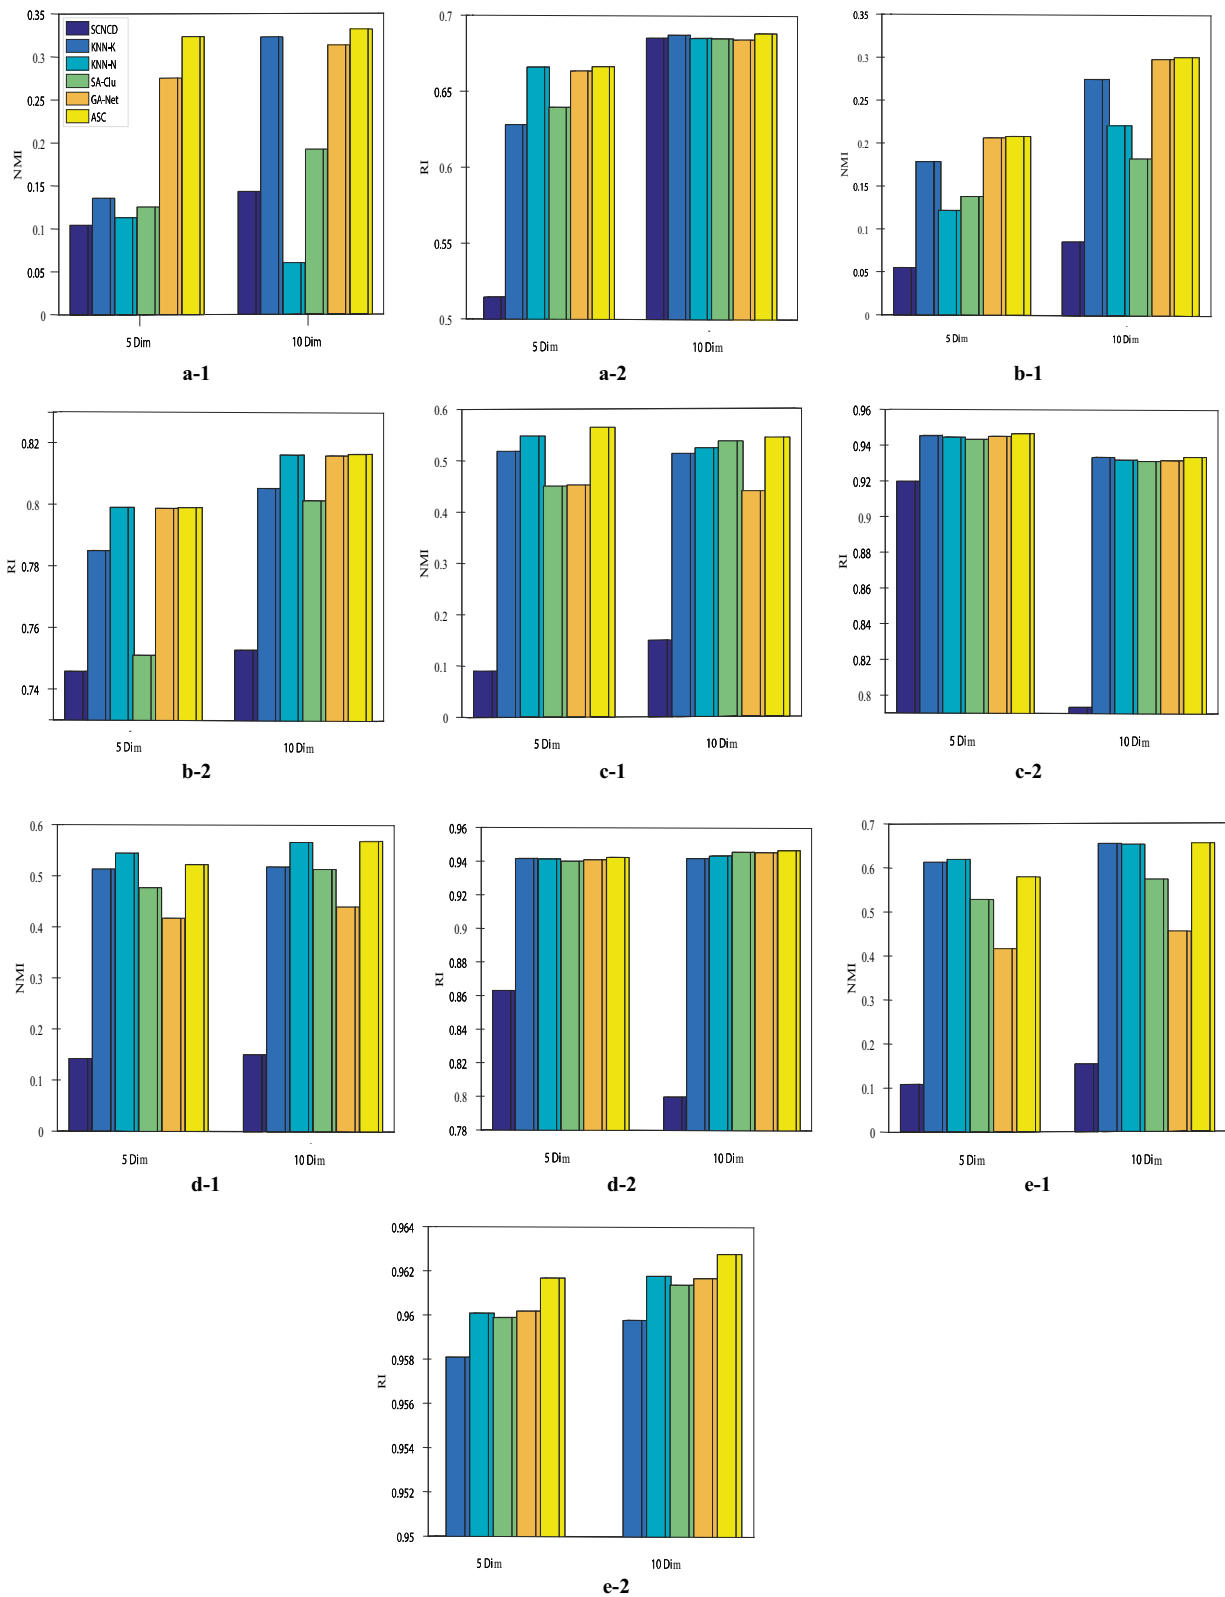 0.35
0.3
0.25
0.2
0.15
0.1
0.05
0
NMI
SCNCD
KNN-K
KNN-N
SA-Clu
GA-Net
ASC
5 Dim
10 Dim
a-1
0.7
0.65
0.6
0.55
0.5
RI
5 Dim
10 Dim
a-2
0.35
0.3
0.25
0.2
0.15
0.1
0.05
0
NMI
5 Dim
10 Dim
b-1
0.82
0.8
0.78
0.76
0.74
RI
5 Dim
10 Dim
b-2
0.6
0.5
0.4
0.3
0.2
0.1
0
NMI
5 Dim
10 Dim
c-1
0.96
0.94
0.92
0.9
0.88
0.86
0.84
0.82
0.8
RI
5 Dim
10 Dim
c-2
0.6
0.5
0.4
0.3
0.2
0.1
0
NMI
5 Dim
10 Dim
d-1
0.96
0.94
0.92
0.9
0.88
0.86
0.84
0.82
0.8
0.78
RI
5 Dim
10 Dim
d-2
0.7
0.6
0.5
0.4
0.3
0.2
0.1
0
NMI
5 Dim
10 Dim
e-1
0.964
0.962
0.96
0.958
0.956
0.954
0.952
0.95
RI
5 Dim
10 Dim
e-2